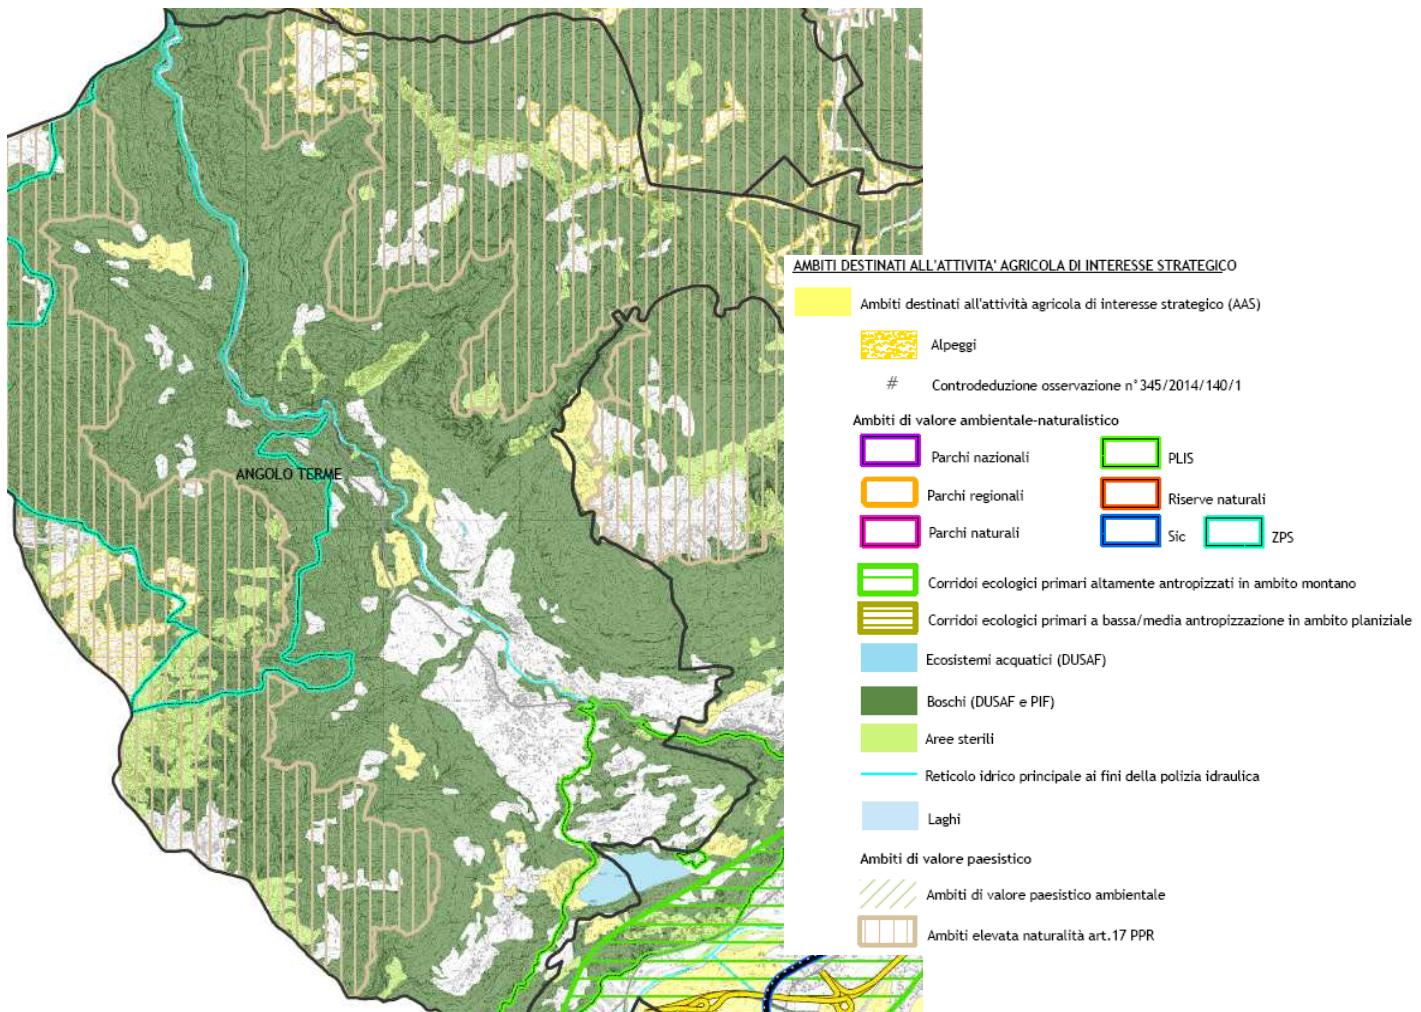 ANGOLO TERME
AMBITI DESTINATI ALL'ATTIVITA' AGRICOLA DI INTERESSE STRATEGICO
Ambiti destinati all'attività agricola di interesse strategico (AAS)
Alpeggi
# Controdeduzione osservazione n°345/2014/140/1
Ambiti di valore ambientale-naturalistico
Parchi nazionali
PLIS
Parchi regionali
Riserve naturali
Parchi naturali
Sic
ZPS
Corridoi ecologici primari altamente antropizzati in ambito montano
Corridoi ecologici primari a bassa/media antropizzazione in ambito planiziale
Ecosistemi acquatici (DUSAF)
Boschi (DUSAF e PIF)
Aree sterili
Reticolo idrico principale ai fini della polizia idraulica
Laghi
Ambiti di valore paesistico
Ambiti di valore paesistico ambientale
Ambiti elevata naturalità art.17 PPR